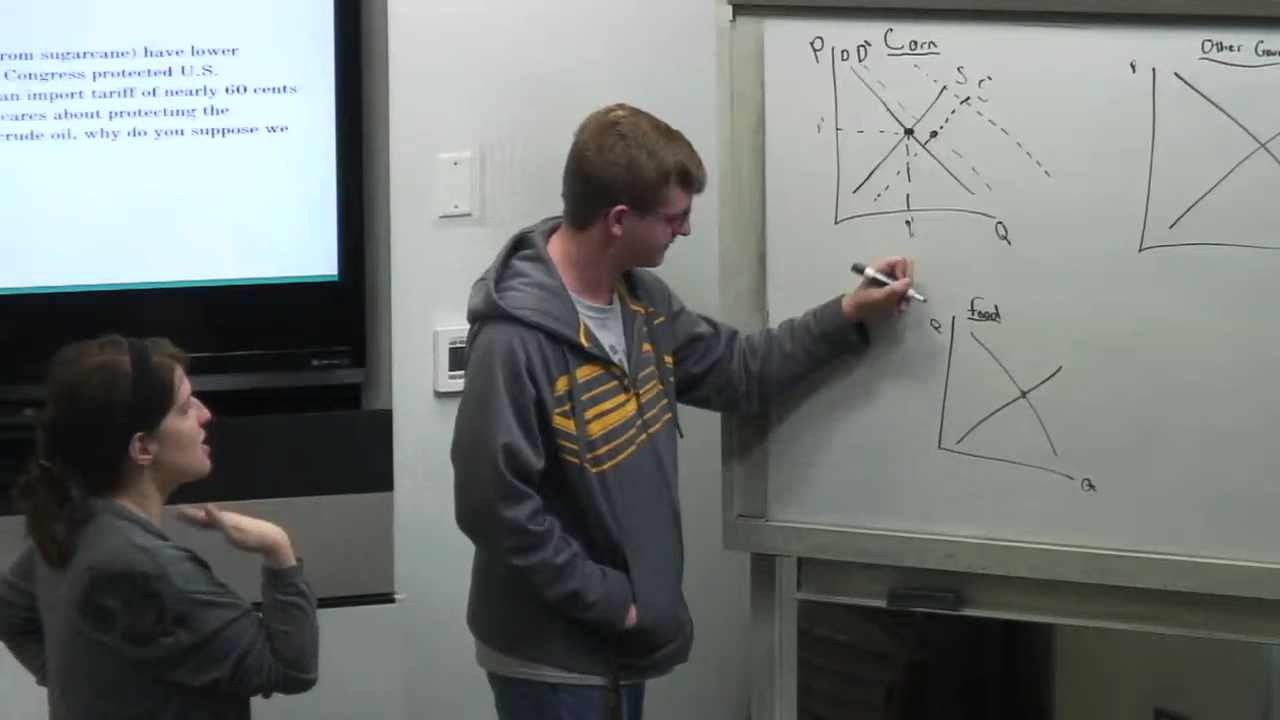 rom sugarcane) have lower
Congress protected U.S.
an import tariff of nearly 60 cents
cares about protecting the
crude oil, why do you suppose we
P D D' Corn
S
Q
Other
P
Food
P
Q